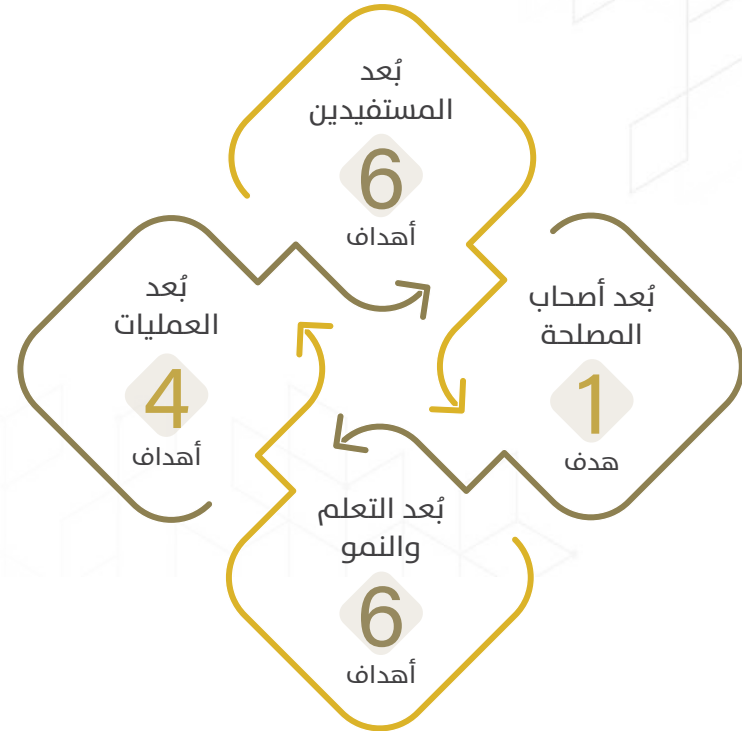 بُعد
المستفيدين
6
أهداف
بُعد أصحاب
المصلحة
1
هدف
بُعد
العمليات
4
أهداف
بُعد التعلم
والنمو
6
أهداف